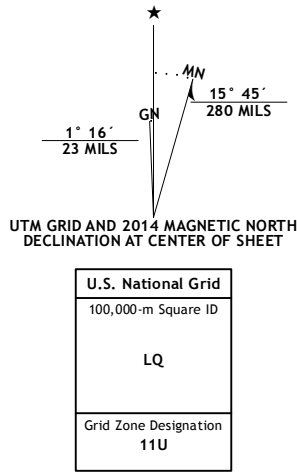 MN
GN
15° 45´
280 MILS
1° 16´
23 MILS
UTM GRID AND 2014 MAGNETIC NORTH
DECLINATION AT CENTER OF SHEET
U.S. National Grid
100,000-m Square ID
LQ
Grid Zone Designation
11U